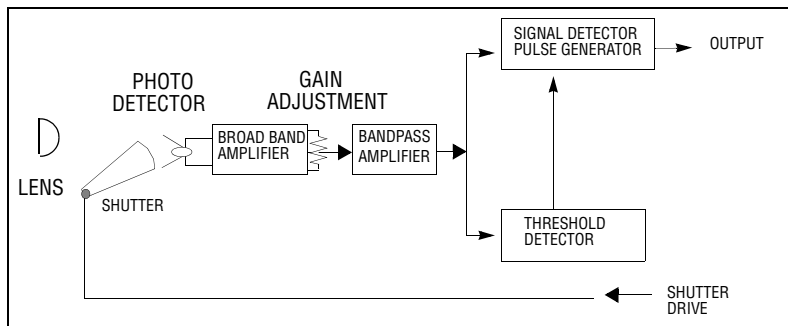 SIGNAL DETECTOR
PULSE GENERATOR
OUTPUT
PHOTO
DETECTOR
GAIN
ADJUSTMENT
BROAD BAND
AMPLIFIER
BANDPASS
AMPLIFIER
LENS
SHUTTER
THRESHOLD
DETECTOR
SHUTTER
DRIVE